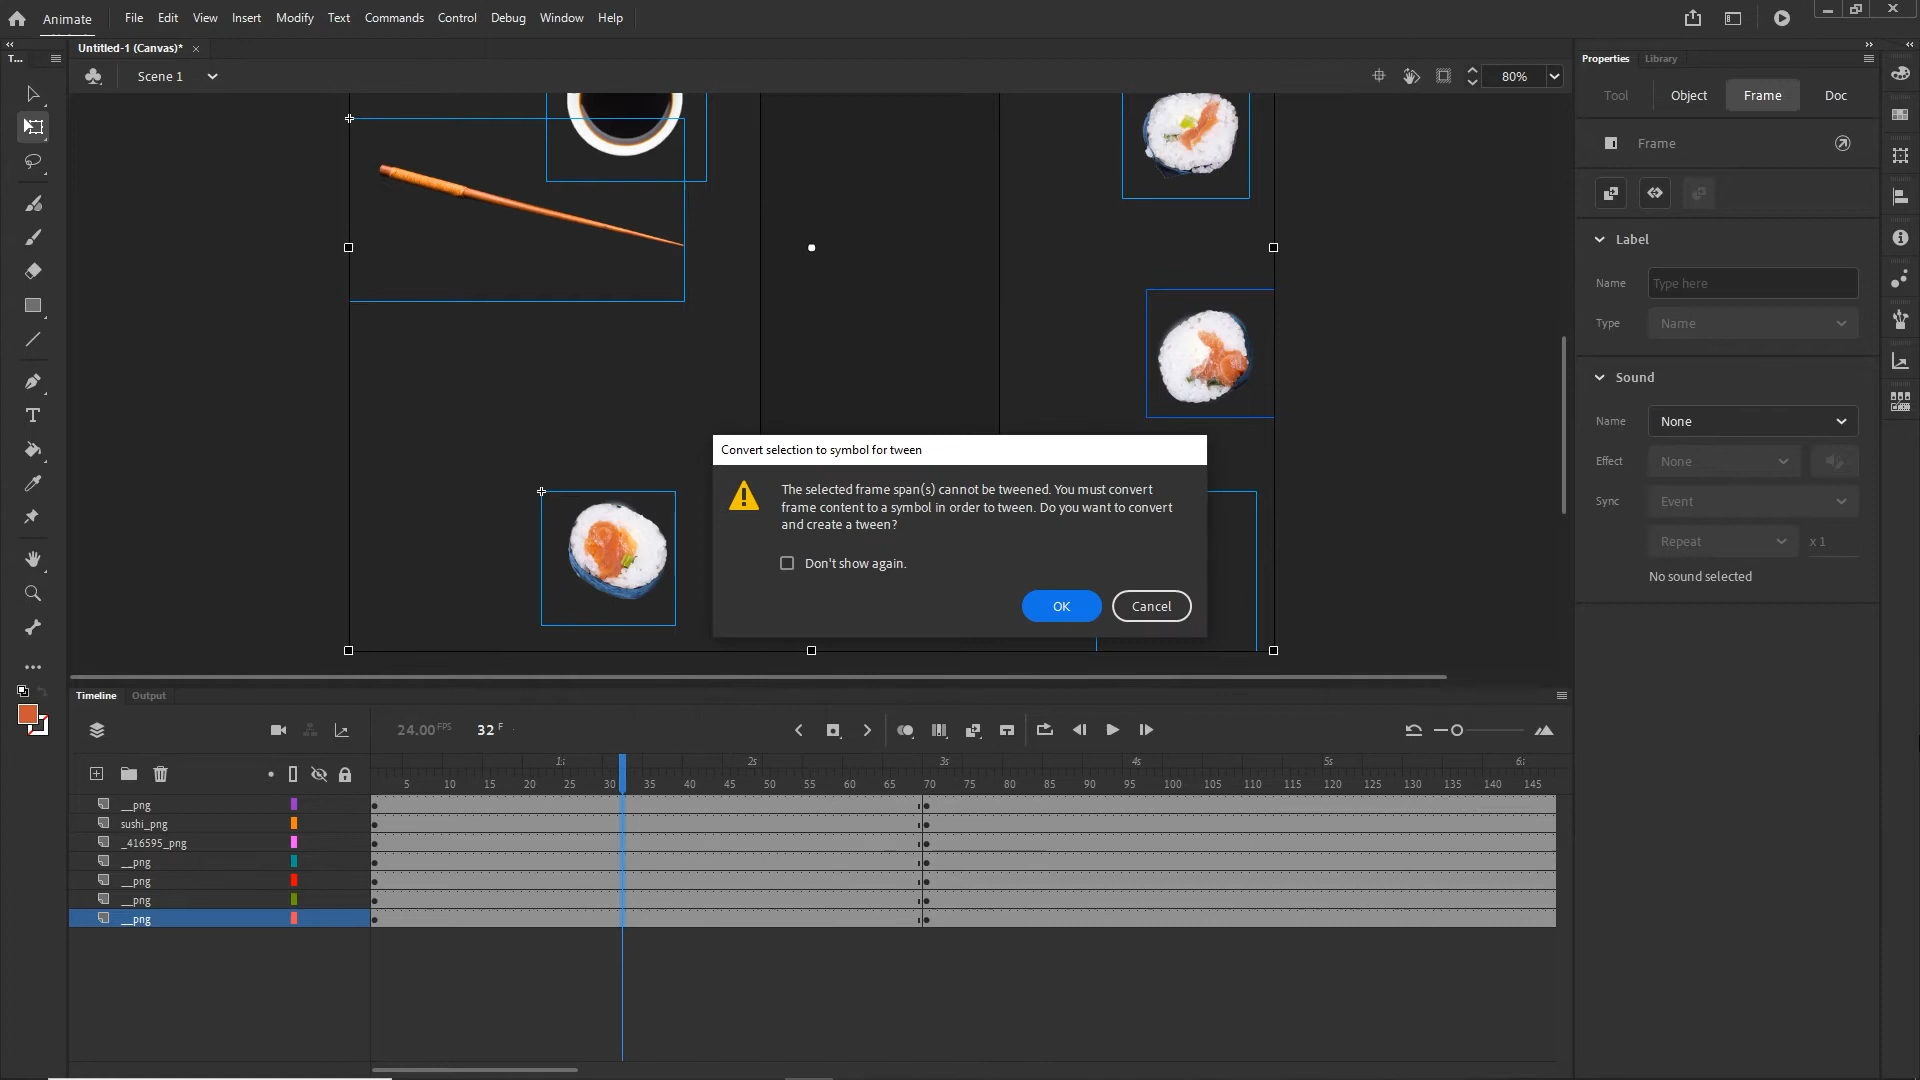 Animate File Edit View Insert Modify Text Commands Control Debug Window Help
Untitled-1 (Canvas)*
T...
Scene 1
80%
Properties Library
Tool Object Frame Doc
Frame
Label
Name Type here
Type Name
Sound
Name None
Effect None
Sync Event
Repeat x 1
No sound selected
Convert selection to symbol for tween
The selected frame span(s) cannot be tweened. You must convert
frame content to a symbol in order to tween. Do you want to convert
and create a tween?
Don't show again.
OK Cancel
Timeline Output
24.00 FPS 32 F
1s 2s 3s 4s 5s 6s
5 10 15 20 25 30 35 40 45 50 55 60 65 70 75 80 85 90 95 100 105 110 115 120 125 130 135 140 145
__png
sushi_png
_416595_png
__png
__png
__png
__png